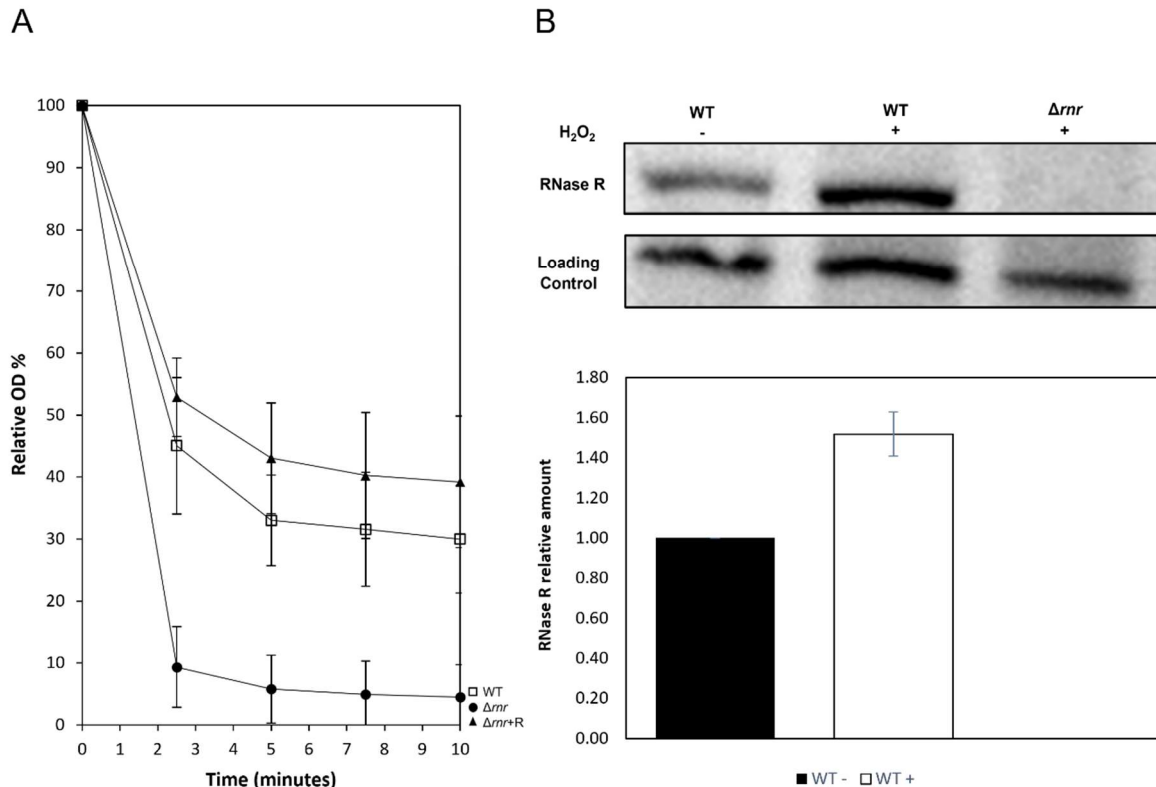 A
Relative OD %
100
90
80
70
60
50
40
30
20
10
0
0 1 2 3 4 5 6 7 8 9 10
Time (minutes)
WT
Δrnr
Δrnr+R
B
WT WT Δrnr
H₂O₂ - + +
RNase R
Loading
Control
RNase R relative amount
1.80
1.60
1.40
1.20
1.00
0.80
0.60
0.40
0.20
0.00
WT - WT +